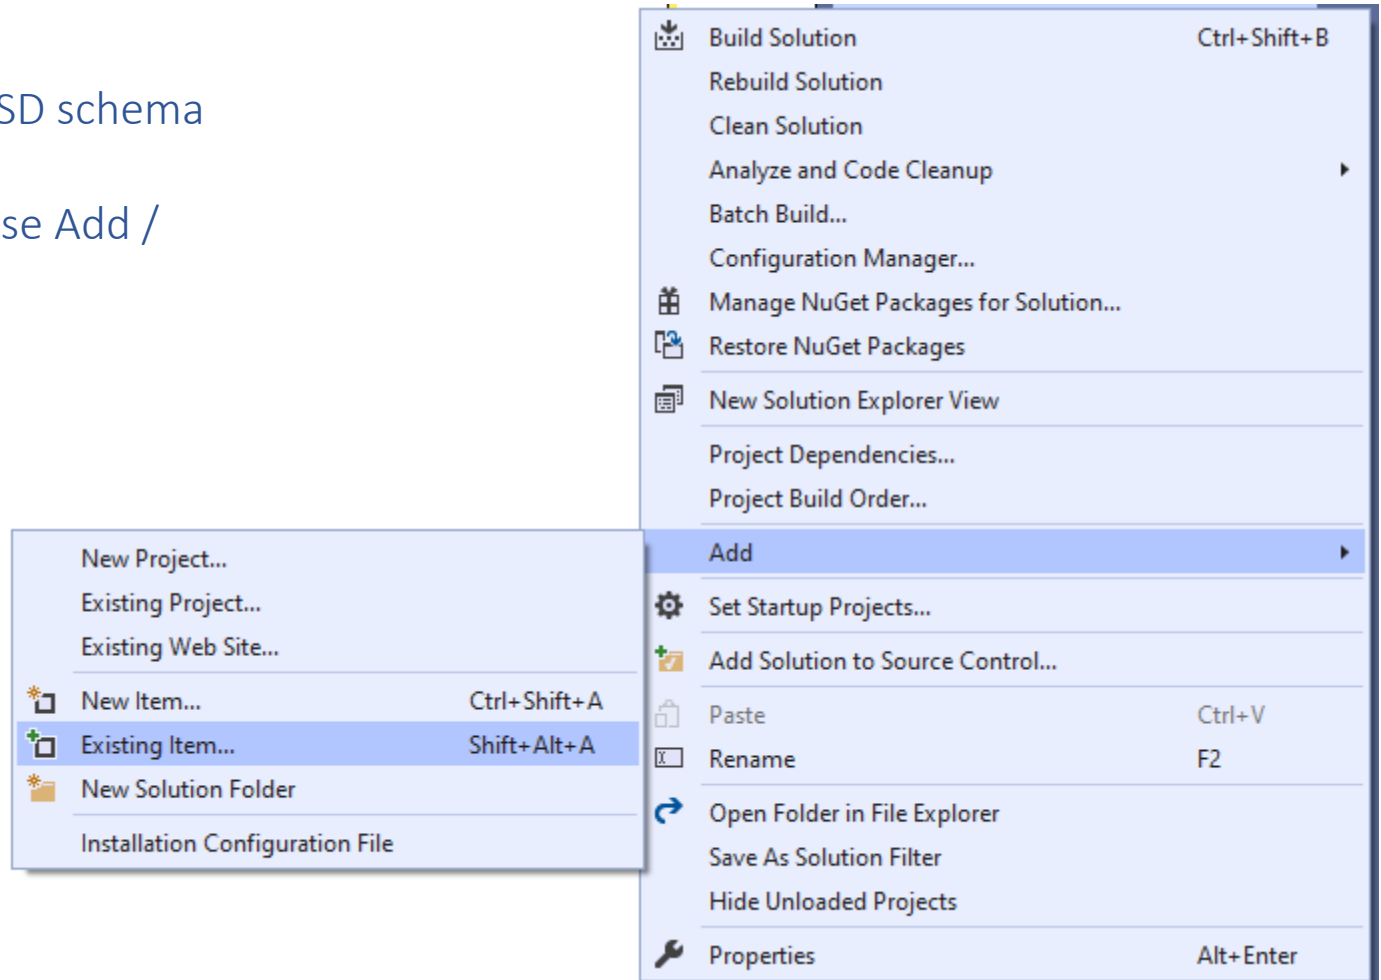 SD schema
se Add /
Build Solution Ctrl+Shift+B
Rebuild Solution
Clean Solution
Analyze and Code Cleanup
Batch Build...
Configuration Manager...
Manage NuGet Packages for Solution...
Restore NuGet Packages
New Solution Explorer View
Project Dependencies...
Project Build Order...
Add
Set Startup Projects...
Add Solution to Source Control...
Paste Ctrl+V
Rename F2
Open Folder in File Explorer
Save As Solution Filter
Hide Unloaded Projects
Properties Alt+Enter
New Project...
Existing Project...
Existing Web Site...
New Item... Ctrl+Shift+A
Existing Item... Shift+Alt+A
New Solution Folder
Installation Configuration File